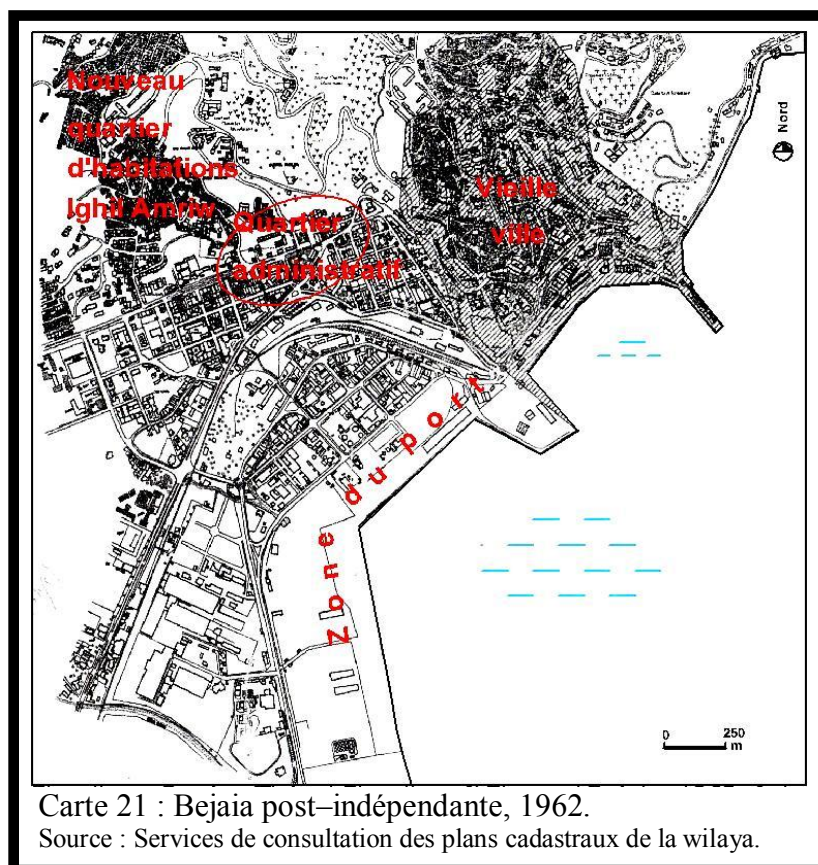 Nouveau
quartier
d'habitations
Ighil Amriw
Quartier
administratif
Vieille
ville
Nord
Zone du port
0 250
m
Carte 21 : Bejaia post–indépendante, 1962.
Source : Services de consultation des plans cadastraux de la wilaya.